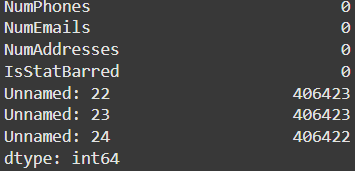 NumPhones 0
NumEmails 0
NumAddresses 0
IsStatBarred 0
Unnamed: 22 406423
Unnamed: 23 406423
Unnamed: 24 406422
dtype: int64